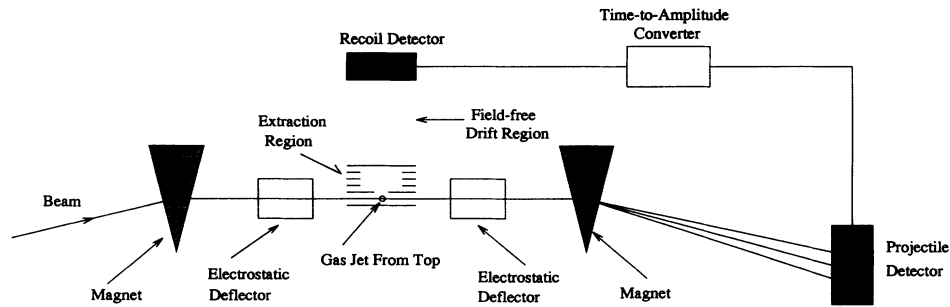 Time-to-Amplitude
Converter
Recoil Detector
Extraction
Region
Field-free
Drift Region
Beam
Magnet
Electrostatic
Deflector
Gas Jet From Top
Electrostatic
Deflector
Magnet
Projectile
Detector